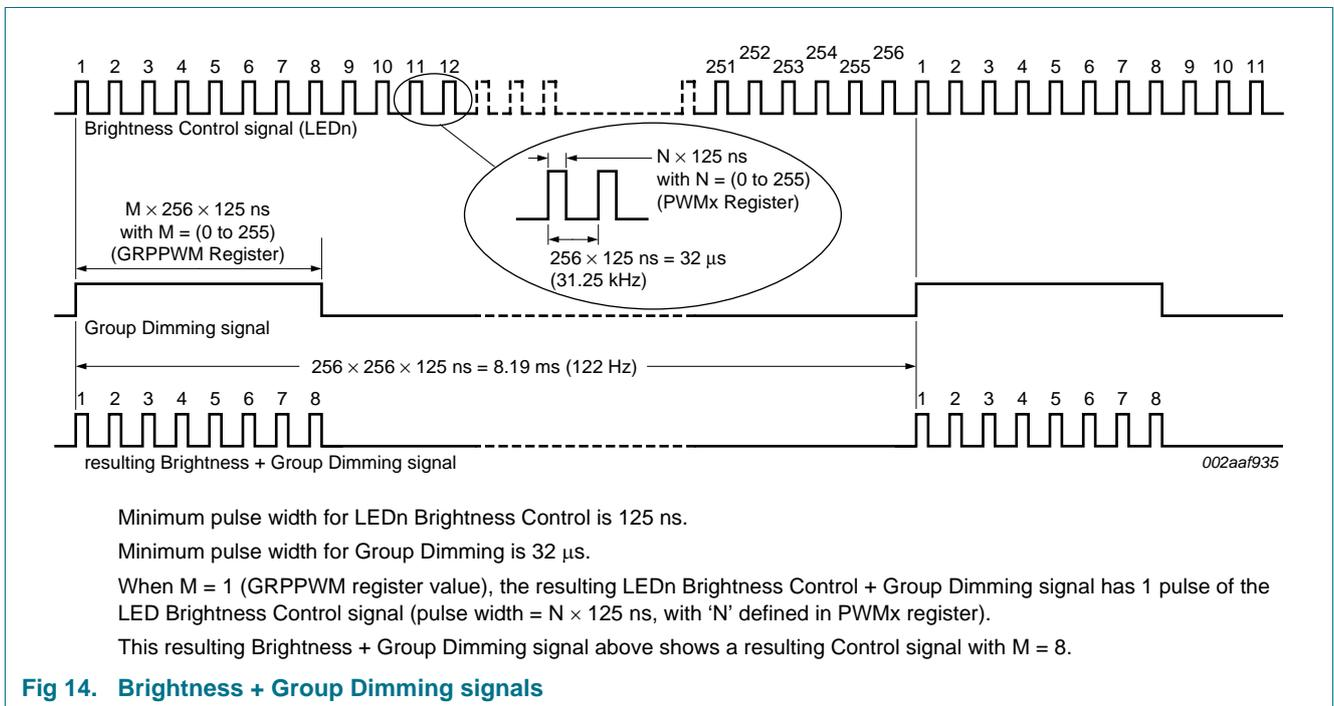 1 2 3 4 5 6 7 8 9 10 11 12 251 252 253 254 255 256 1 2 3 4 5 6 7 8 9 10 11
Brightness Control signal (LEDn)
N × 125 ns
with N = (0 to 255)
(PWMx Register)
256 × 125 ns = 32 μs
(31.25 kHz)
M × 256 × 125 ns
with M = (0 to 255)
(GRPPWM Register)
Group Dimming signal
256 × 256 × 125 ns = 8.19 ms (122 Hz)
1 2 3 4 5 6 7 8 1 2 3 4 5 6 7 8
resulting Brightness + Group Dimming signal
002aaf935
Minimum pulse width for LEDn Brightness Control is 125 ns.
Minimum pulse width for Group Dimming is 32 μs.
When M = 1 (GRPPWM register value), the resulting LEDn Brightness Control + Group Dimming signal has 1 pulse of the
LED Brightness Control signal (pulse width = N × 125 ns, with ‘N’ defined in PWMx register).
This resulting Brightness + Group Dimming signal above shows a resulting Control signal with M = 8.
Fig 14. Brightness + Group Dimming signals